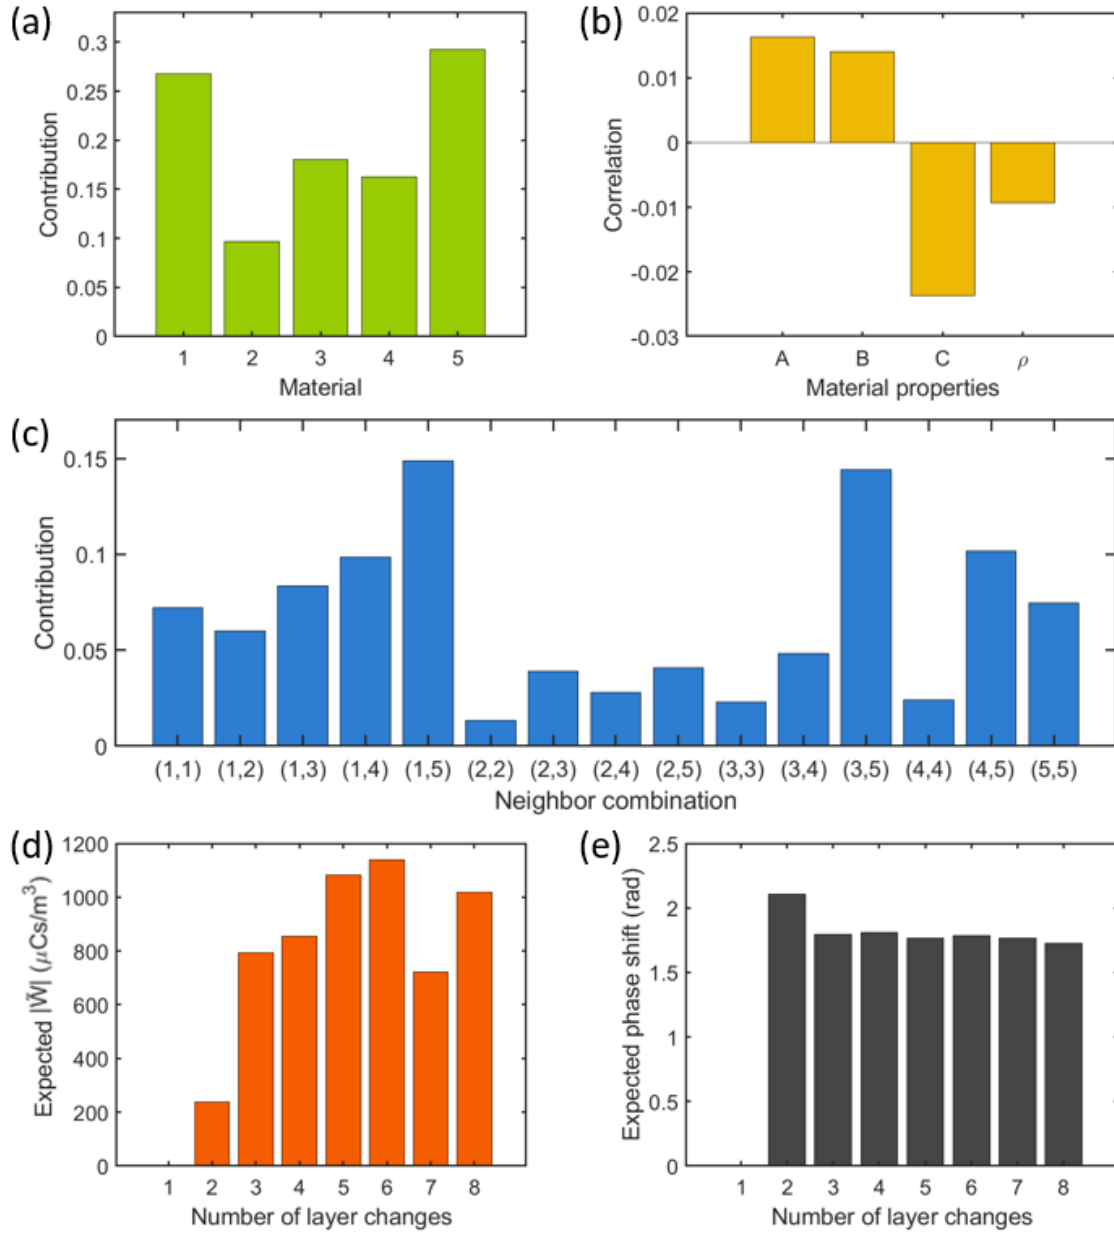 (a)
0.3
0.25
0.2
0.15
0.1
0.05
0
Contribution
1 2 3 4 5
Material
(b)
0.02
0.01
0
-0.01
-0.02
-0.03
Correlation
A B C ρ
Material properties
(c)
0.15
0.1
0.05
0
Contribution
(1,1) (1,2) (1,3) (1,4) (1,5) (2,2) (2,3) (2,4) (2,5) (3,3) (3,4) (3,5) (4,4) (4,5) (5,5)
Neighbor combination
(d)
1200
1000
800
600
400
200
0
Expected |W̃| (μCs/m³)
1 2 3 4 5 6 7 8
Number of layer changes
(e)
2.5
2
1.5
1
0.5
0
Expected phase shift (rad)
1 2 3 4 5 6 7 8
Number of layer changes